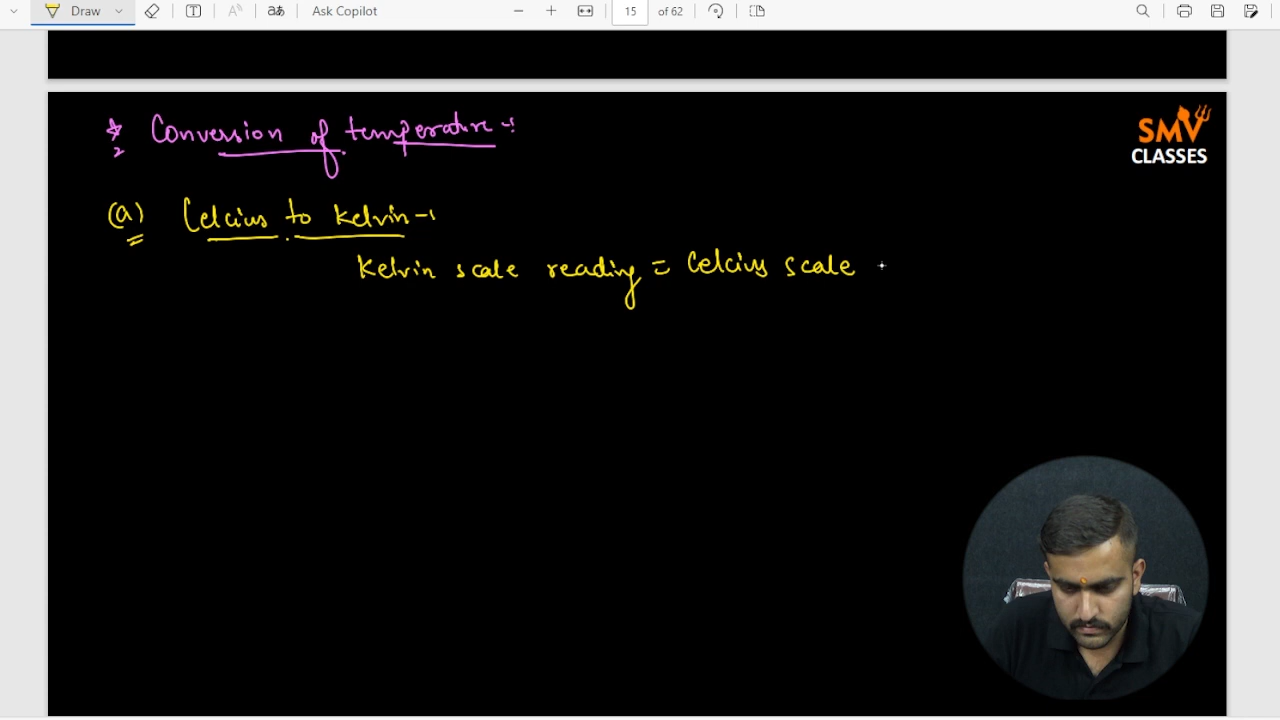 Draw
Ask Copilot
15 of 62
Conversion of temperature -:
SMV
CLASSES
(a) Celcius to Kelvin -:
Kelvin scale reading = Celcius scale